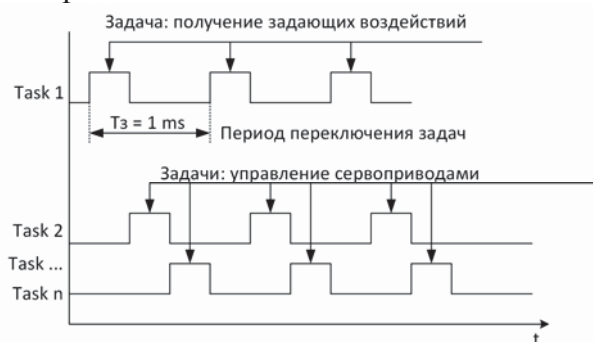 Задача: получение задающих воздействий
Task 1
Tз = 1 ms
Период переключения задач
Задачи: управление сервоприводами
Task 2
Task ...
Task n
t